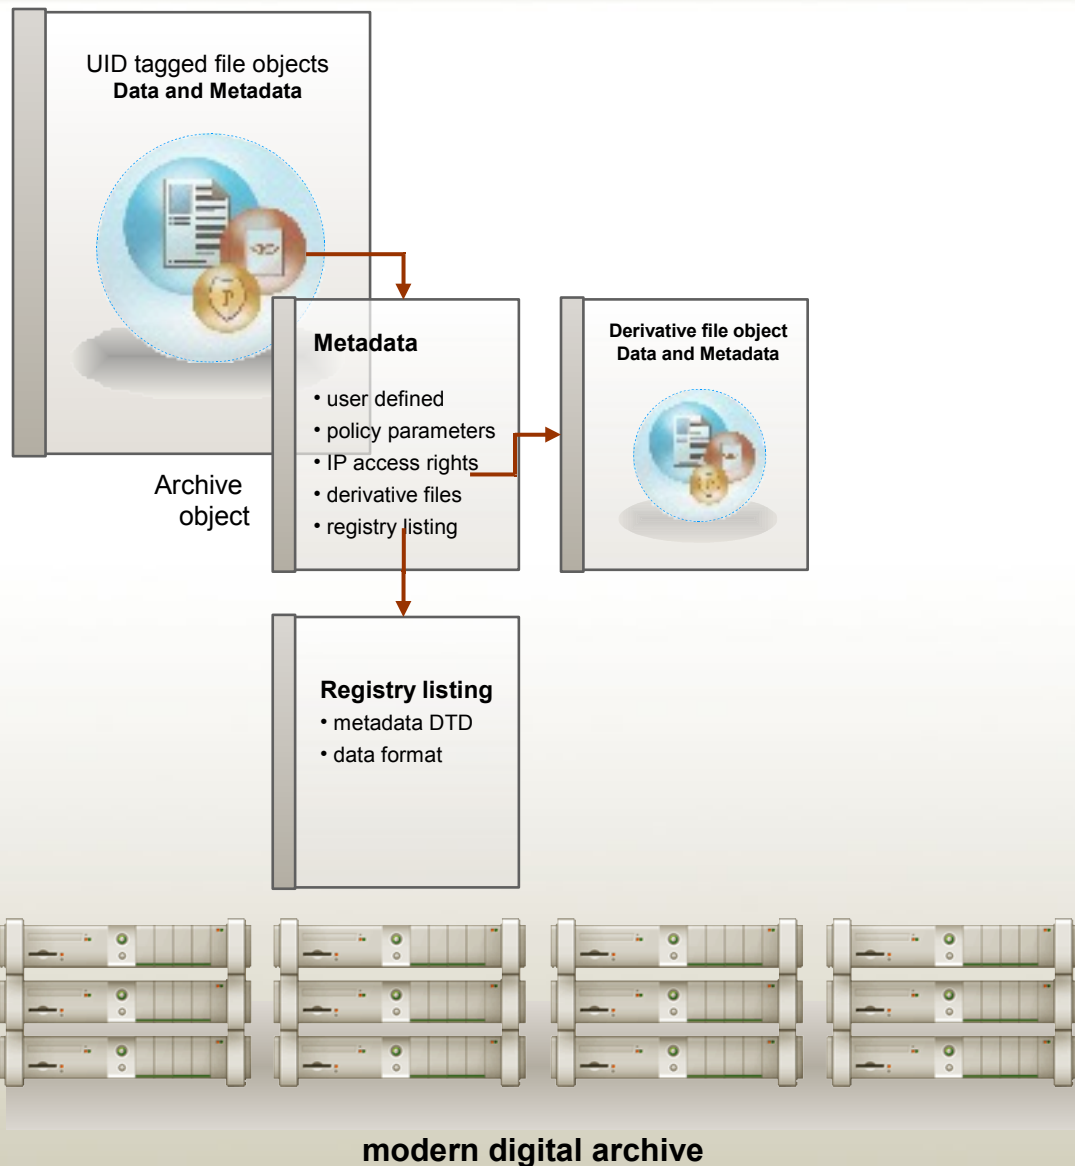 UID tagged file objects
Data and Metadata
Metadata
• user defined
• policy parameters
• IP access rights
• derivative files
• registry listing
Derivative file object
Data and Metadata
Archive
object
Registry listing
• metadata DTD
• data format
modern digital archive